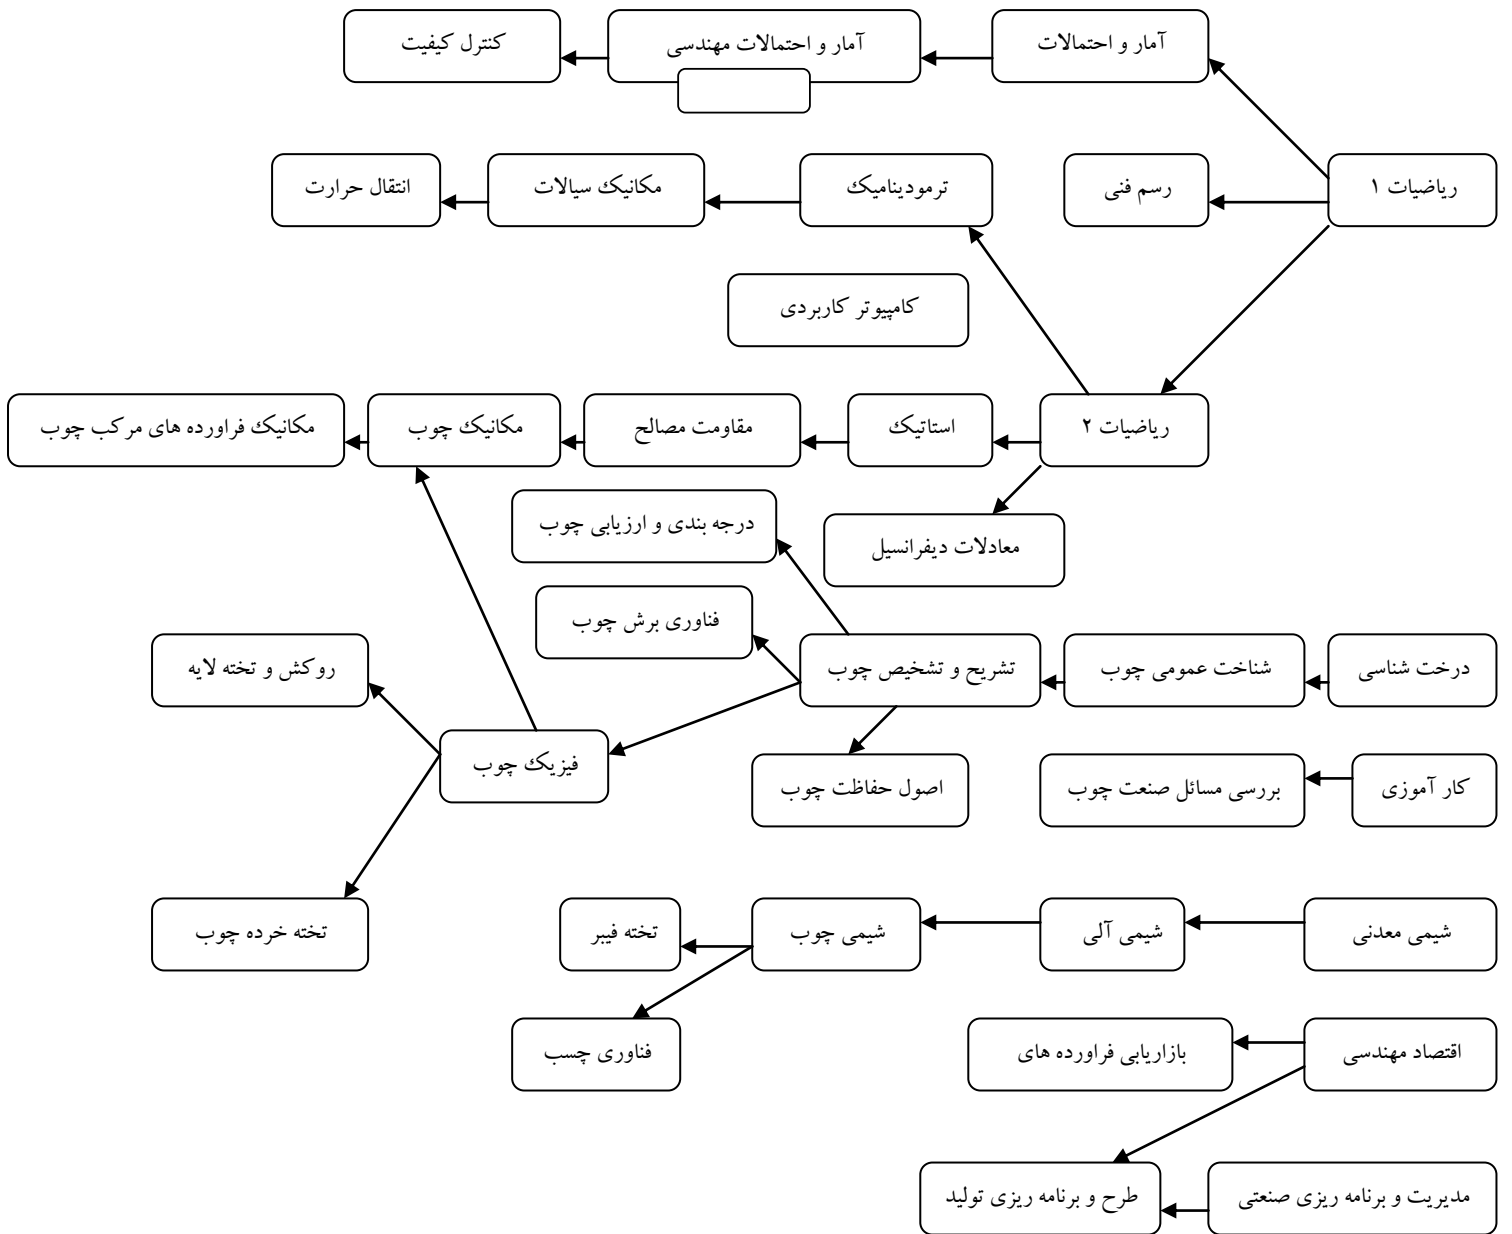 آمار و احتمالات
آمار و احتمالات مهندسی
کنترل کیفیت
ریاضیات ۱
رسم فنی
ترمودینامیک
مکانیک سیالات
انتقال حرارت
کامپیوتر کاربردی
ریاضیات ۲
استاتیک
مقاومت مصالح
مکانیک چوب
مکانیک فراورده های مرکب چوب
درجه بندی و ارزیابی چوب
معادلات دیفرانسیل
فناوری برش چوب
درخت شناسی
شناخت عمومی چوب
تشریح و تشخیص چوب
روکش و تخته لایه
فیزیک چوب
کار آموزی
بررسی مسائل صنعت چوب
اصول حفاظت چوب
شیمی معدنی
شیمی آلی
شیمی چوب
تخته فیبر
تخته خرده چوب
اقتصاد مهندسی
بازاریابی فراورده های
فناوری چسب
مدیریت و برنامه ریزی صنعتی
طرح و برنامه ریزی تولید